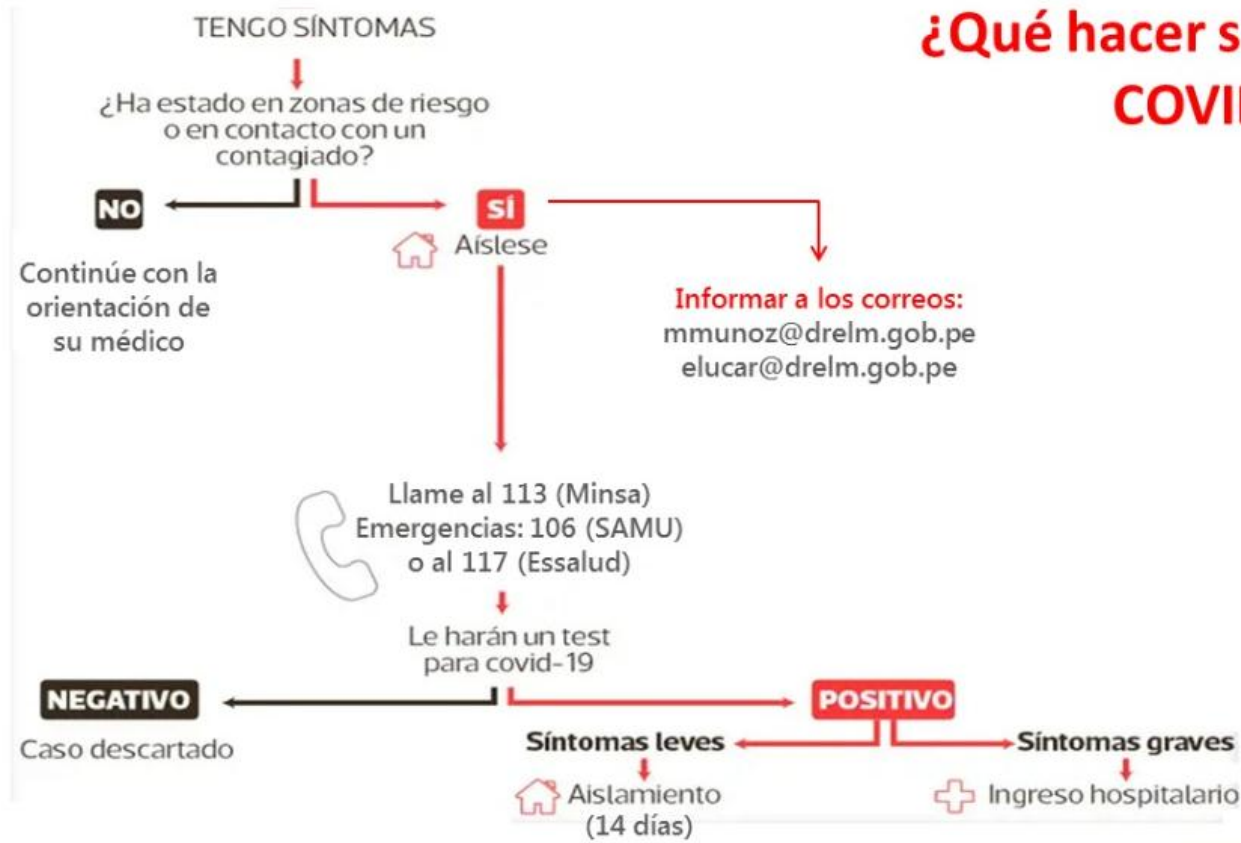 ¿Qué hacer s
COVI
TENGO SÍNTOMAS
¿Ha estado en zonas de riesgo
o en contacto con un
contagiado?
NO
SÍ
Aíslese
Continúe con la
orientación de
su médico
Informar a los correos:
mmunoz@drelm.gob.pe
elucar@drelm.gob.pe
Llame al 113 (Minsa)
Emergencias: 106 (SAMU)
o al 117 (Essalud)
Le harán un test
para covid-19
NEGATIVO
POSITIVO
Caso descartado
Síntomas leves
Síntomas graves
Aislamiento
(14 días)
Ingreso hospitalario